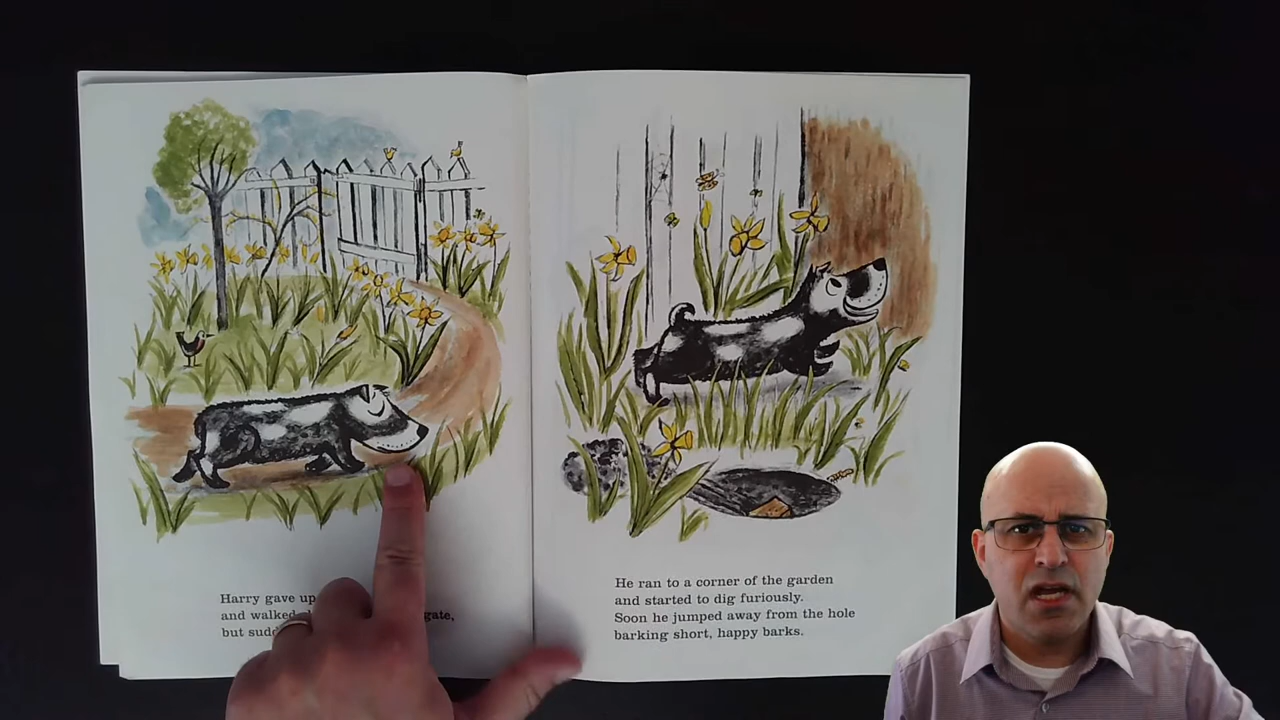 Harry gave up
and walked gate,
but sudd
He ran to a corner of the garden
and started to dig furiously.
Soon he jumped away from the hole
barking short, happy barks.